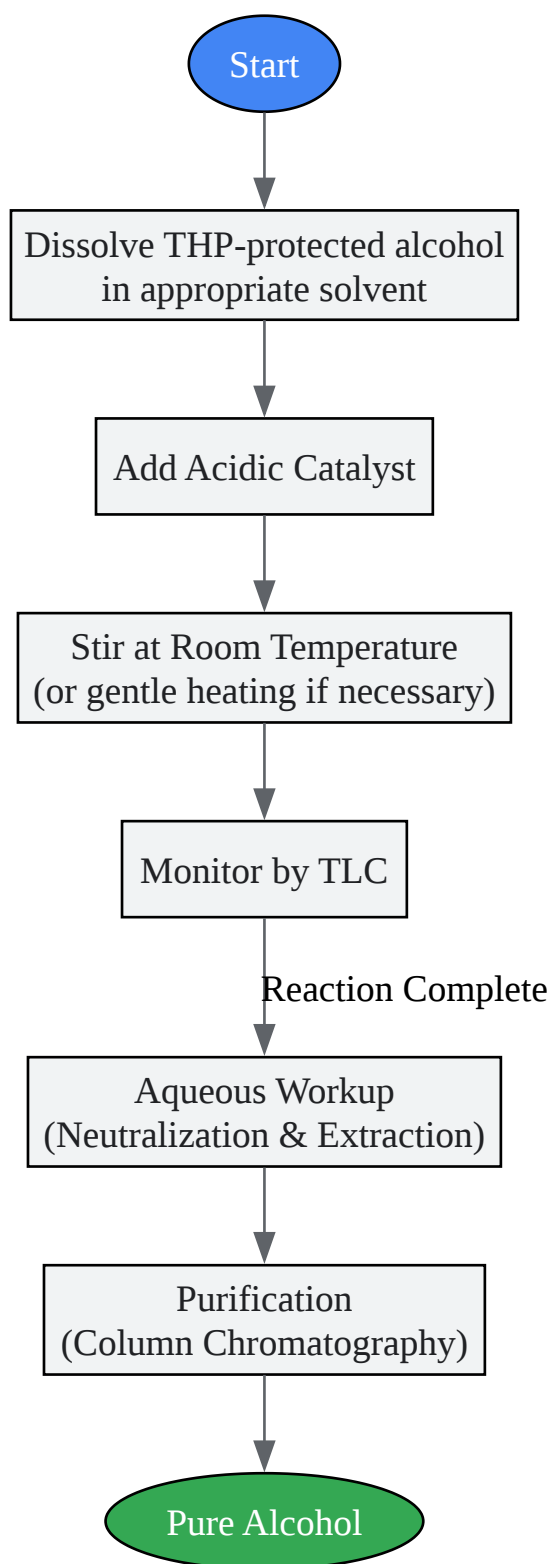 Start
Dissolve THP-protected alcohol
in appropriate solvent
Add Acidic Catalyst
Stir at Room Temperature
(or gentle heating if necessary)
Monitor by TLC
Reaction Complete
Aqueous Workup
(Neutralization & Extraction)
Purification
(Column Chromatography)
Pure Alcohol